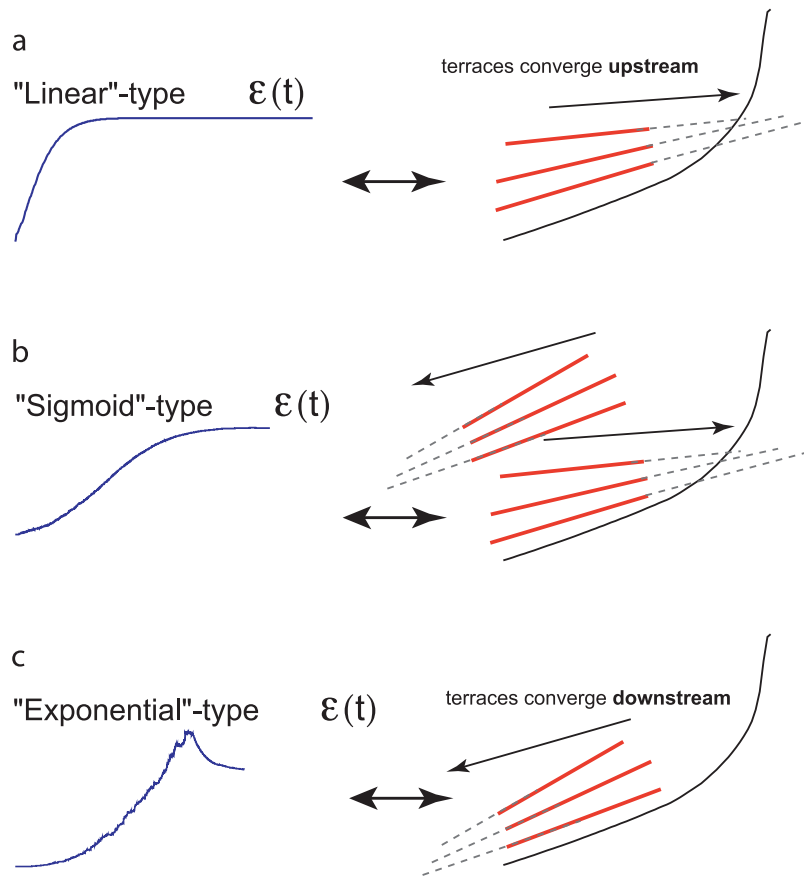 a
"Linear"-type ε(t)
terraces converge upstream
b
"Sigmoid"-type ε(t)
c
"Exponential"-type ε(t)
terraces converge downstream